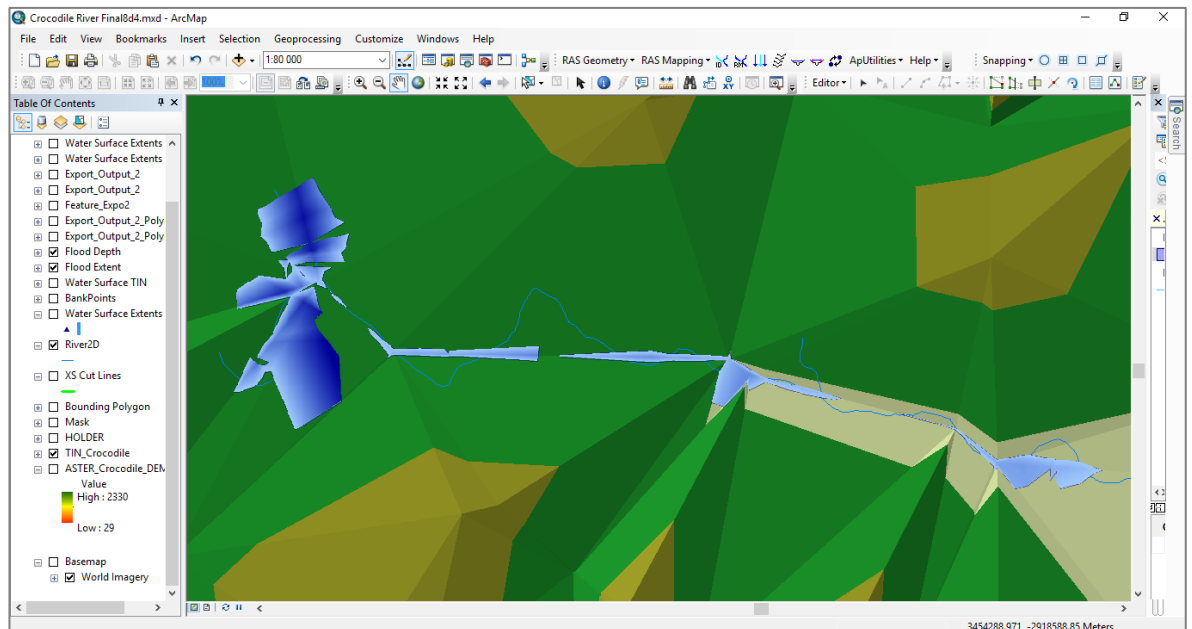 Crocodile River Final8d4.mxd - ArcMap
File Edit View Bookmarks Insert Selection Geoprocessing Customize Windows Help
1:80 000 RAS Geometry RAS Mapping ApUtilities Help Snapping
100% Editor
Table Of Contents
Search
Water Surface Extents
Water Surface Extents
Export_Output_2
Export_Output_2
Feature_Expo2
Export_Output_2_Poly
Export_Output_2_Poly
Flood Depth
Flood Extent
Water Surface TIN
BankPoints
Water Surface Extents
River2D
XS Cut Lines
Bounding Polygon
Mask
HOLDER
TIN_Crocodile
ASTER_Crocodile_DEM
Value
High : 2330
Low : 29
Basemap
World Imagery
3454288.971 -2918588.85 Meters